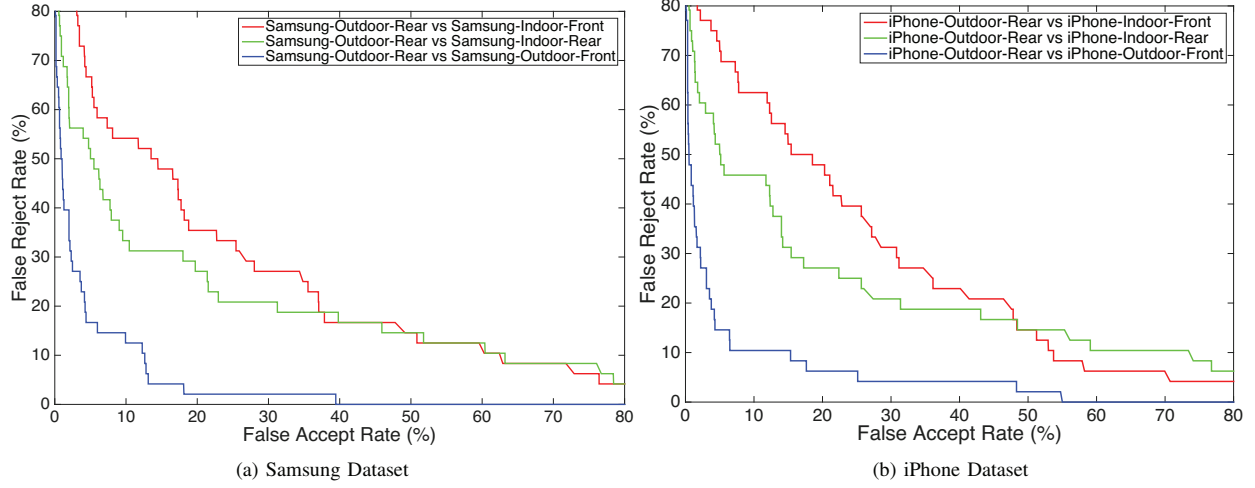 Samsung-Outdoor-Rear vs Samsung-Indoor-Front
Samsung-Outdoor-Rear vs Samsung-Indoor-Rear
Samsung-Outdoor-Rear vs Samsung-Outdoor-Front
False Reject Rate (%)
80
70
60
50
40
30
20
10
0
0 10 20 30 40 50 60 70 80
False Accept Rate (%)
(a) Samsung Dataset
iPhone-Outdoor-Rear vs iPhone-Indoor-Front
iPhone-Outdoor-Rear vs iPhone-Indoor-Rear
iPhone-Outdoor-Rear vs iPhone-Outdoor-Front
False Reject Rate (%)
80
70
60
50
40
30
20
10
0
0 10 20 30 40 50 60 70 80
False Accept Rate (%)
(b) iPhone Dataset